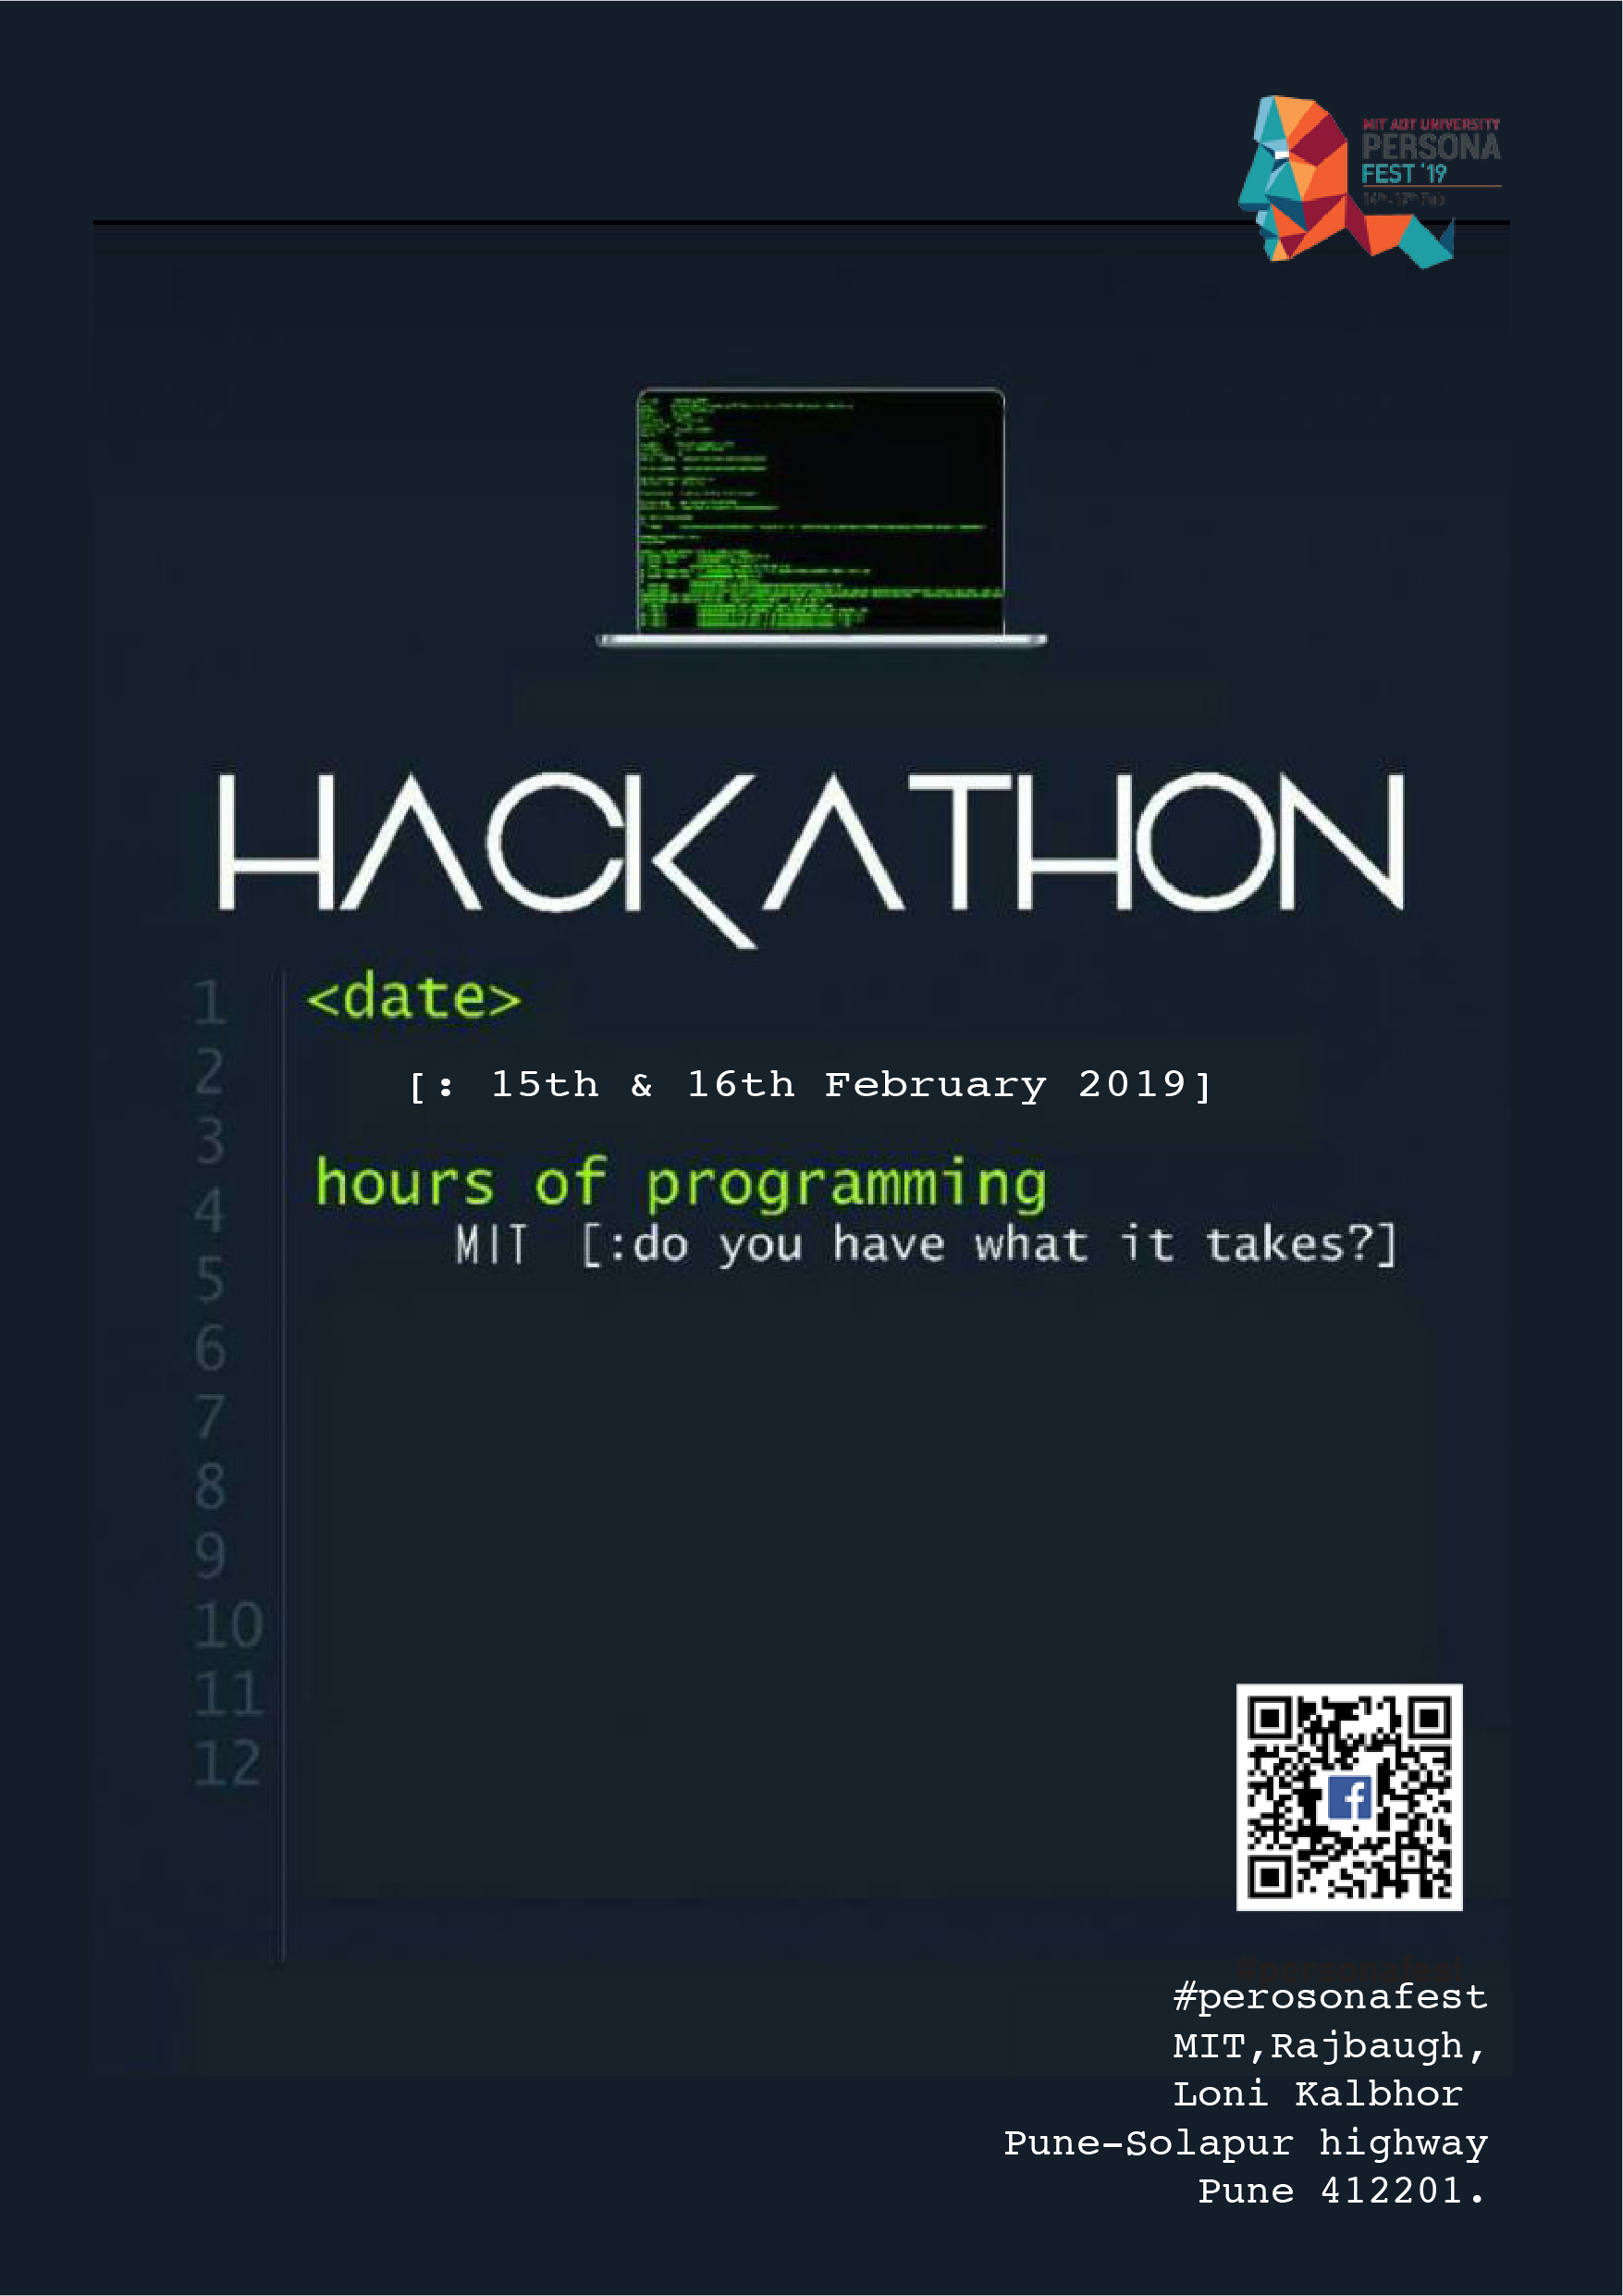 MIT ADT UNIVERSITY
PERSONA
FEST '19
14th-17th Feb
HACKATHON
1
<date>
2
[: 15th & 16th February 2019]
3
hours of programming
4
MIT [:do you have what it takes?]
5
6
7
8
9
10
11
12
#personafest
#perosonafest
MIT,Rajbaugh,
Loni Kalbhor
Pune-Solapur highway
Pune 412201.